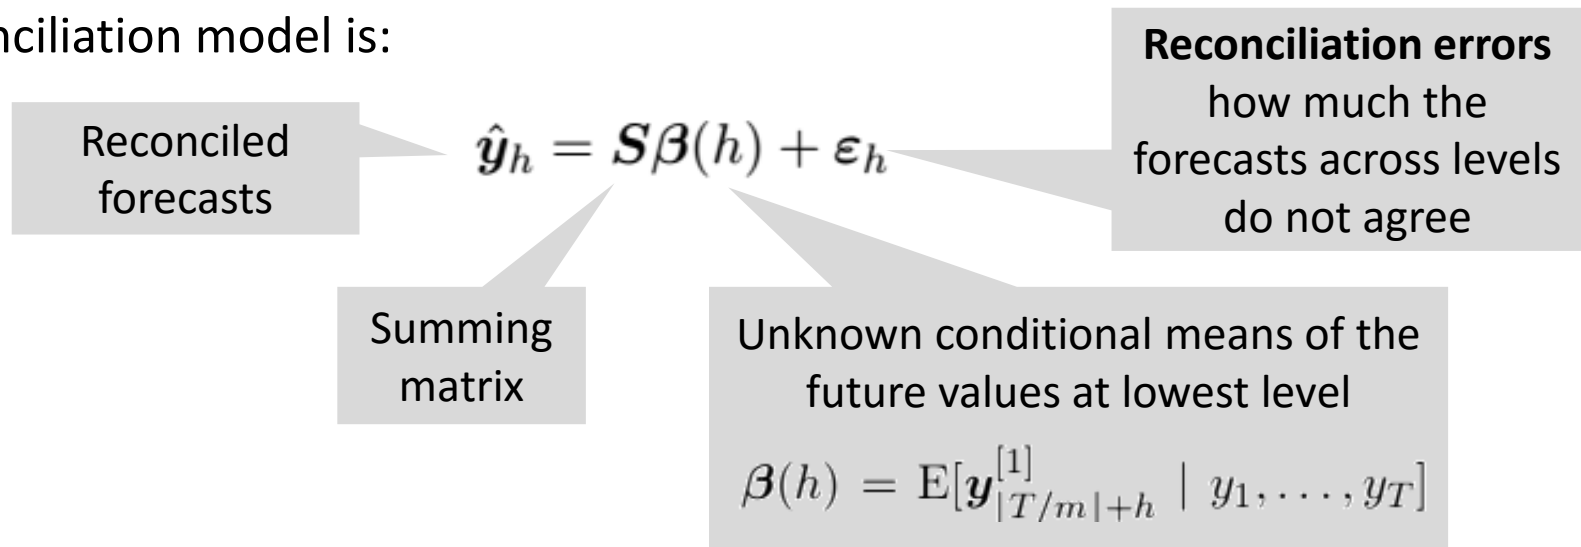 nciliation model is:
Reconciliation errors
how much the
forecasts across levels
do not agree
Reconciled
forecasts
ŷ_h = Sβ(h) + ε_h
Summing
matrix
Unknown conditional means of the
future values at lowest level
β(h) = E[y^{[1]}_{|T/m|+h} | y_1, . . . , y_T]